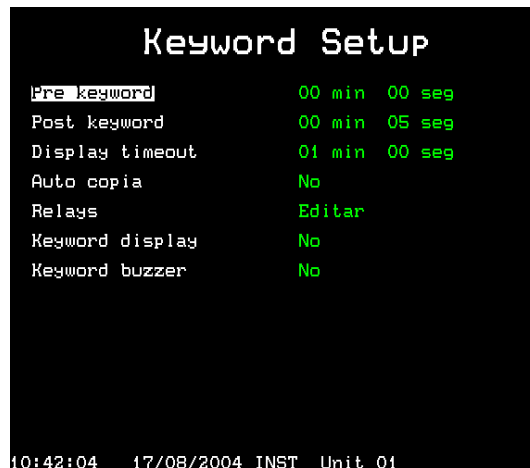 Keyword Setup
Pre keyword 00 min 00 seg
Post keyword 00 min 05 seg
Display timeout 01 min 00 seg
Auto copia No
Relays Editar
Keyword display No
Keyword buzzer No
10:42:04 17/08/2004 INST Unit 01